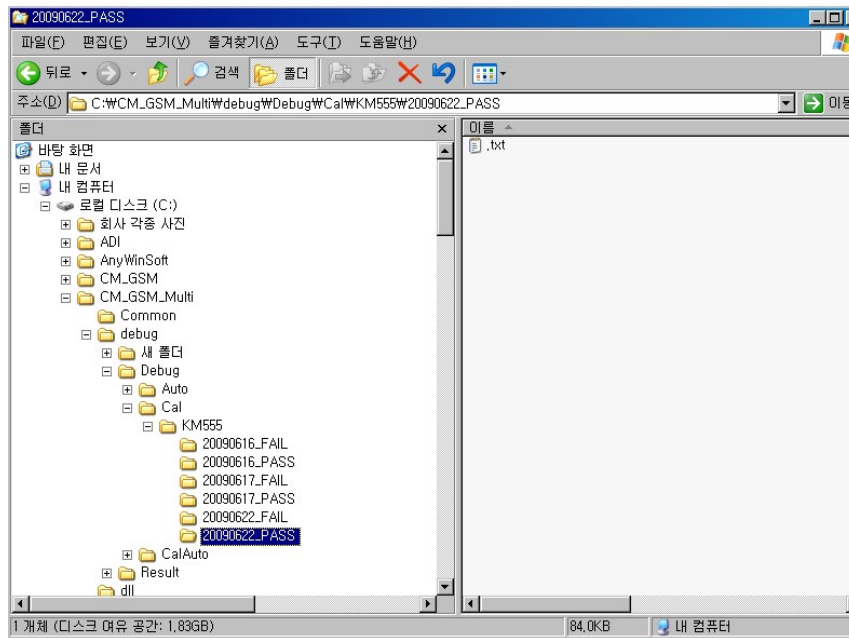 20090622_PASS
파일(F) 편집(E) 보기(V) 즐겨찾기(A) 도구(T) 도움말(H)
뒤로 검색 폴더
주소(D) C:₩CM_GSM_Multi₩debug₩Debug₩Cal₩KM555₩20090622_PASS
폴더
이름
.txt
바탕 화면
내 문서
내 컴퓨터
로컬 디스크 (C:)
회사 각종 사진
ADI
AnyWinSoft
CM_GSM
CM_GSM_Multi
Common
debug
새 폴더
Debug
Auto
Cal
KM555
20090616_FAIL
20090616_PASS
20090617_FAIL
20090617_PASS
20090622_FAIL
20090622_PASS
CalAuto
Result
dll
1 개체 (디스크 여유 공간: 1,83GB) 84,0KB 내 컴퓨터